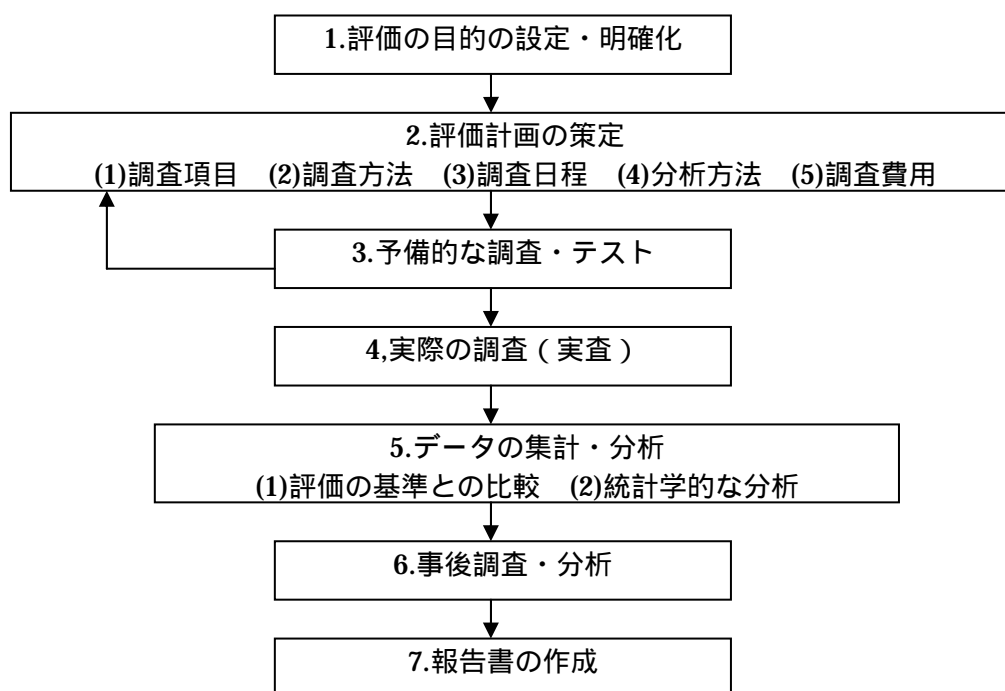 1.評価の目的の設定・明確化
2.評価計画の策定
(1)調査項目　(2)調査方法　(3)調査日程　(4)分析方法　(5)調査費用
3.予備的な調査・テスト
4,実際の調査（実査）
5.データの集計・分析
(1)評価の基準との比較　(2)統計学的な分析
6.事後調査・分析
7.報告書の作成